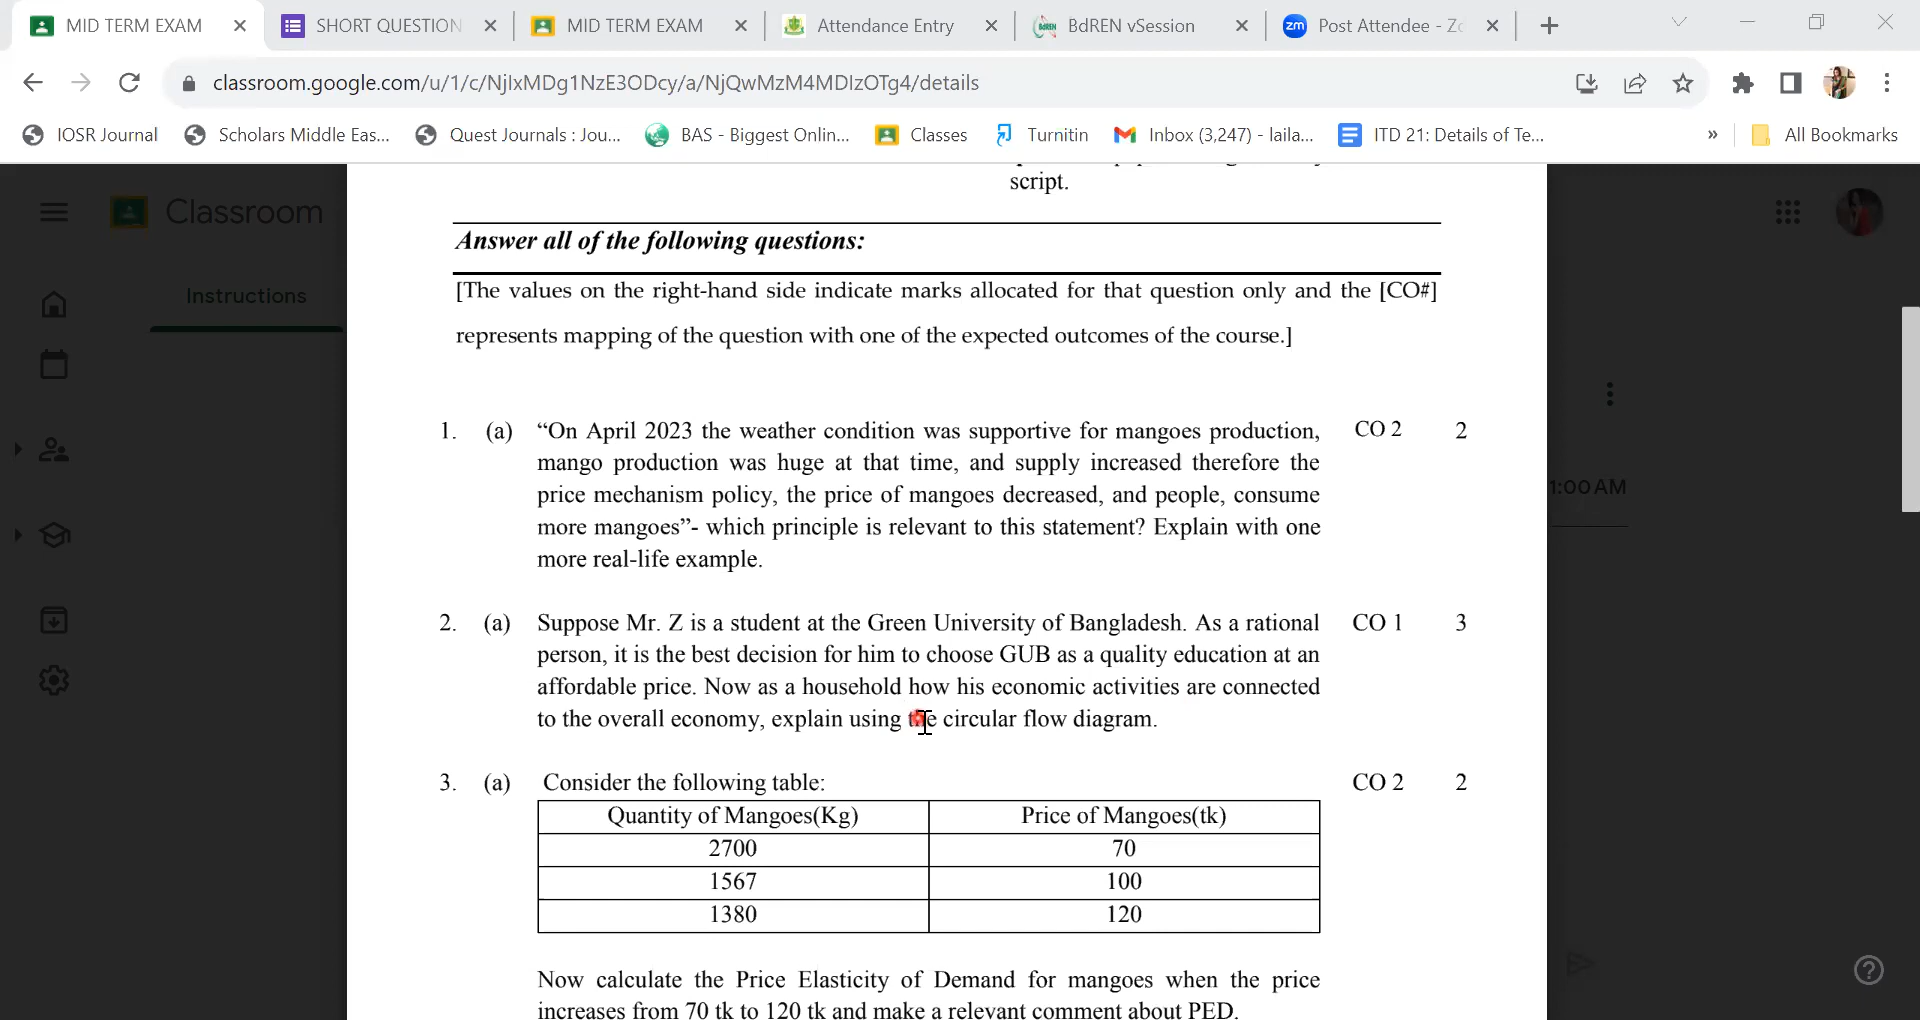 MID TERM EXAM
SHORT QUESTION
MID TERM EXAM
Attendance Entry
BdREN vSession
Post Attendee - Zo
classroom.google.com/u/1/c/NjIxMDg1NzE3ODcy/a/NjQwMzM4MDIzOTg4/details
IOSR Journal
Scholars Middle Eas...
Quest Journals : Jou...
BAS - Biggest Onlin...
Classes
Turnitin
Inbox (3,247) - laila...
ITD 21: Details of Te...
»
All Bookmarks
script.
Classroom
Answer all of the following questions:
Instructions
[The values on the right-hand side indicate marks allocated for that question only and the [CO#]
represents mapping of the question with one of the expected outcomes of the course.]
1. (a) “On April 2023 the weather condition was supportive for mangoes production, CO 2 2
mango production was huge at that time, and supply increased therefore the
price mechanism policy, the price of mangoes decreased, and people, consume
1:00 AM
more mangoes”- which principle is relevant to this statement? Explain with one
more real-life example.
2. (a) Suppose Mr. Z is a student at the Green University of Bangladesh. As a rational CO 1 3
person, it is the best decision for him to choose GUB as a quality education at an
affordable price. Now as a household how his economic activities are connected
to the overall economy, explain using the circular flow diagram.
3. (a) Consider the following table: CO 2 2
Quantity of Mangoes(Kg) Price of Mangoes(tk)
2700 70
1567 100
1380 120
Now calculate the Price Elasticity of Demand for mangoes when the price
increases from 70 tk to 120 tk and make a relevant comment about PED.